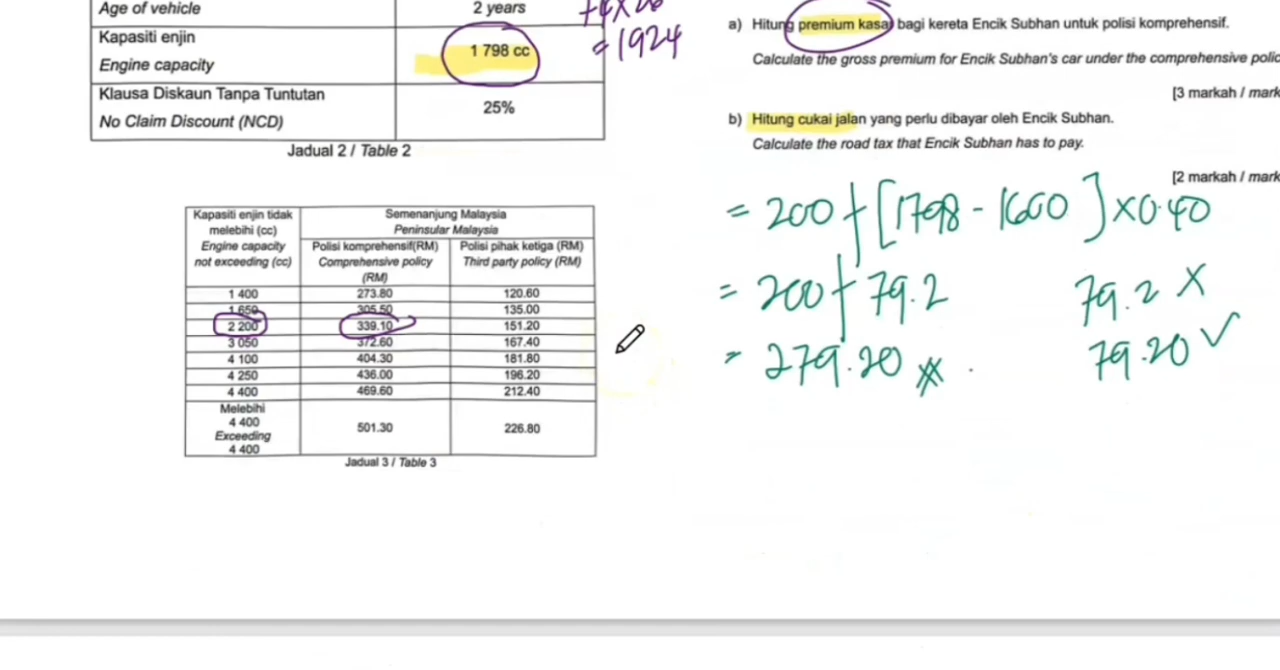 Age of vehicle
2 years
= 1924
Kapasiti enjin
Engine capacity
1 798 cc
Klausa Diskaun Tanpa Tuntutan
No Claim Discount (NCD)
25%
Jadual 2 / Table 2
Kapasiti enjin tidak
melebihi (cc)
Engine capacity
not exceeding (cc)
Semenanjung Malaysia
Peninsular Malaysia
Polisi komprehensif(RM)
Comprehensive policy
(RM)
Polisi pihak ketiga (RM)
Third party policy (RM)
1 400 273.80 120.60
1 650 305.50 135.00
2 200 339.10 151.20
3 050 372.60 167.40
4 100 404.30 181.80
4 250 436.00 196.20
4 400 469.60 212.40
Melebihi
4 400
Exceeding
4 400
501.30 226.80
Jadual 3 / Table 3
a) Hitung premium kasar bagi kereta Encik Subhan untuk polisi komprehensif.
Calculate the gross premium for Encik Subhan's car under the comprehensive polic
[3 markah / mark
b) Hitung cukai jalan yang perlu dibayar oleh Encik Subhan.
Calculate the road tax that Encik Subhan has to pay.
[2 markah / mark
= 200 + [1798 - 1600] × 0.40
= 200 + 79.2
79.2 X
= 279.20
79.20 ✓